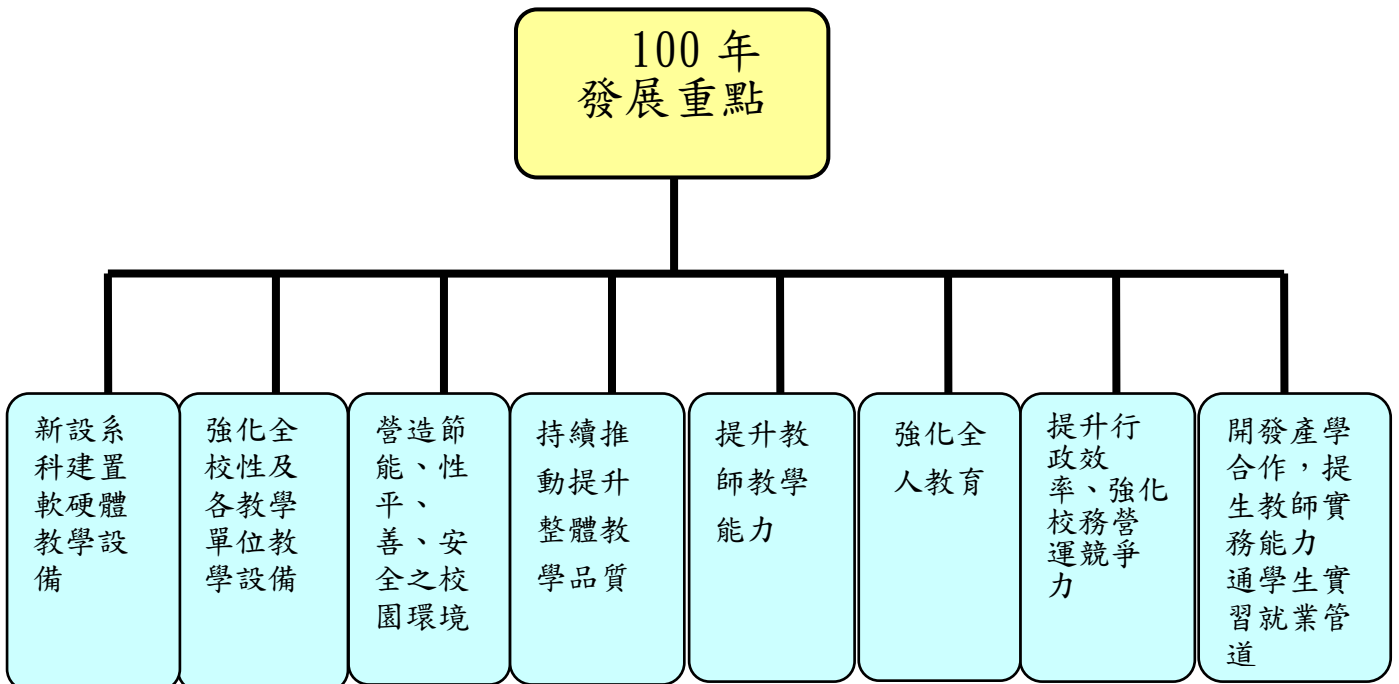 100 年
發展重點
新設系
科建置
軟硬體
教學設
備
強化全
校性及
各教學
單位教
學設備
營造節
能、性
平、
善、安
全之校
園環境
持續推
動提升
整體教
學品質
提升教
師教學
能力
強化全
人教育
提升行
政效
率、強化
校務營
運競爭
力
開發產學
合作，提
生教師實
務能力
通學生實
習就業管
道